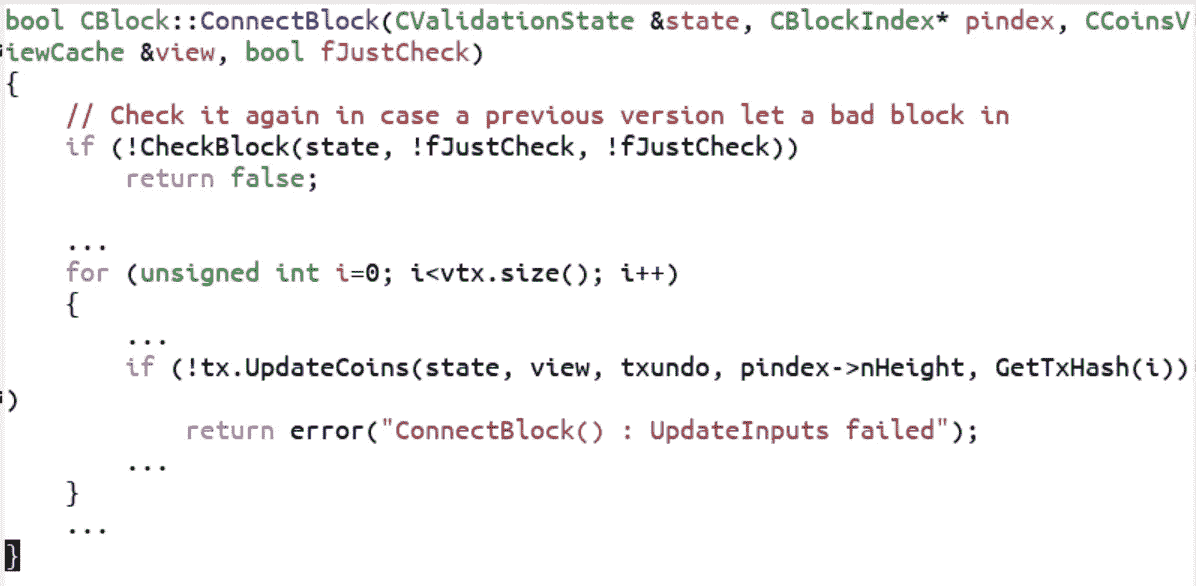 bool CBlock::ConnectBlock(CValidationState &state, CBlockIndex* pindex, CCoinsV
iewCache &view, bool fJustCheck)
{
    // Check it again in case a previous version let a bad block in
    if (!CheckBlock(state, !fJustCheck, !fJustCheck))
        return false;
    ...
    for (unsigned int i=0; i<vtx.size(); i++)
    {
        ...
        if (!tx.UpdateCoins(state, view, txundo, pindex->nHeight, GetTxHash(i))
)
            return error("ConnectBlock() : UpdateInputs failed");
        ...
    }
    ...
}